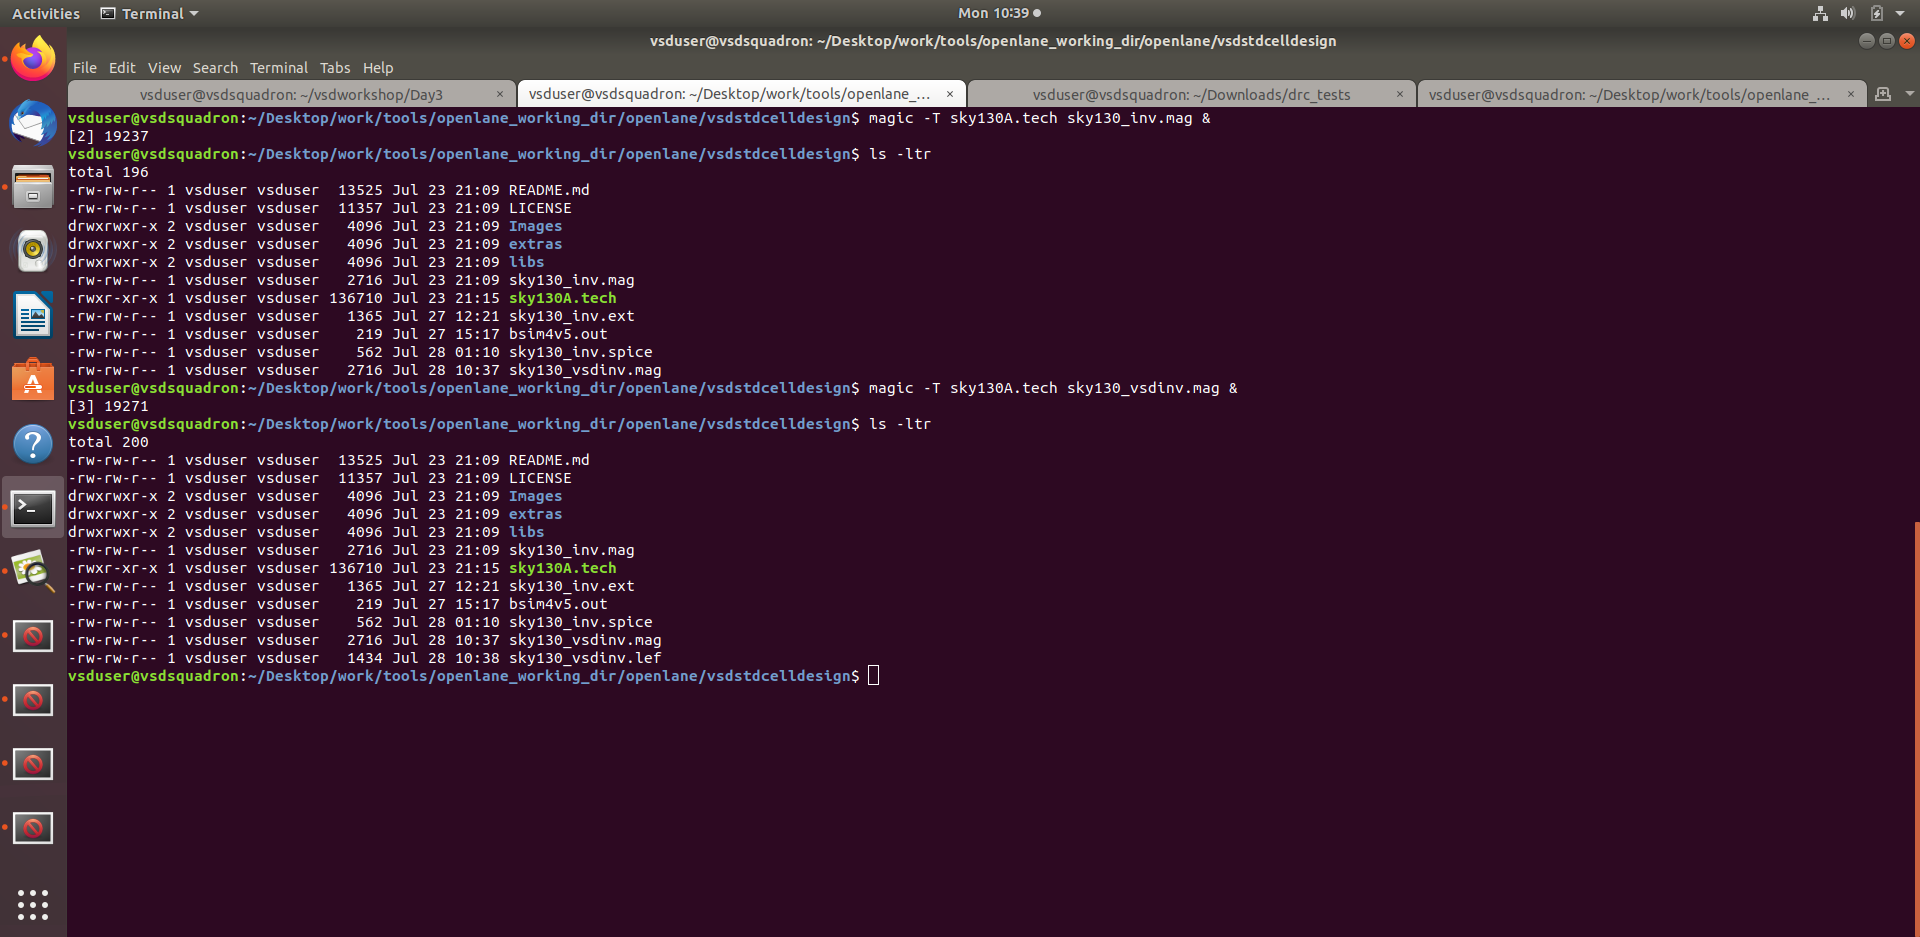 Activities Terminal Mon 10:39
vsduser@vsdsquadron: ~/Desktop/work/tools/openlane_working_dir/openlane/vsdstdcelldesign
File Edit View Search Terminal Tabs Help
vsduser@vsdsquadron: ~/vsdworkshop/Day3 × vsduser@vsdsquadron: ~/Desktop/work/tools/openlane_... × vsduser@vsdsquadron: ~/Downloads/drc_tests × vsduser@vsdsquadron: ~/Desktop/work/tools/openlane_... ×
vsduser@vsdsquadron:~/Desktop/work/tools/openlane_working_dir/openlane/vsdstdcelldesign$ magic -T sky130A.tech sky130_inv.mag &
[2] 19237
vsduser@vsdsquadron:~/Desktop/work/tools/openlane_working_dir/openlane/vsdstdcelldesign$ ls -ltr
total 196
-rw-rw-r-- 1 vsduser vsduser  13525 Jul 23 21:09 README.md
-rw-rw-r-- 1 vsduser vsduser  11357 Jul 23 21:09 LICENSE
drwxrwxr-x 2 vsduser vsduser   4096 Jul 23 21:09 Images
drwxrwxr-x 2 vsduser vsduser   4096 Jul 23 21:09 extras
drwxrwxr-x 2 vsduser vsduser   4096 Jul 23 21:09 libs
-rw-rw-r-- 1 vsduser vsduser   2716 Jul 23 21:09 sky130_inv.mag
-rwxr-xr-x 1 vsduser vsduser 136710 Jul 23 21:15 sky130A.tech
-rw-rw-r-- 1 vsduser vsduser   1365 Jul 27 12:21 sky130_inv.ext
-rw-rw-r-- 1 vsduser vsduser    219 Jul 27 15:17 bsim4v5.out
-rw-rw-r-- 1 vsduser vsduser    562 Jul 28 01:10 sky130_inv.spice
-rw-rw-r-- 1 vsduser vsduser   2716 Jul 28 10:37 sky130_vsdinv.mag
vsduser@vsdsquadron:~/Desktop/work/tools/openlane_working_dir/openlane/vsdstdcelldesign$ magic -T sky130A.tech sky130_vsdinv.mag &
[3] 19271
vsduser@vsdsquadron:~/Desktop/work/tools/openlane_working_dir/openlane/vsdstdcelldesign$ ls -ltr
total 200
-rw-rw-r-- 1 vsduser vsduser  13525 Jul 23 21:09 README.md
-rw-rw-r-- 1 vsduser vsduser  11357 Jul 23 21:09 LICENSE
drwxrwxr-x 2 vsduser vsduser   4096 Jul 23 21:09 Images
drwxrwxr-x 2 vsduser vsduser   4096 Jul 23 21:09 extras
drwxrwxr-x 2 vsduser vsduser   4096 Jul 23 21:09 libs
-rw-rw-r-- 1 vsduser vsduser   2716 Jul 23 21:09 sky130_inv.mag
-rwxr-xr-x 1 vsduser vsduser 136710 Jul 23 21:15 sky130A.tech
-rw-rw-r-- 1 vsduser vsduser   1365 Jul 27 12:21 sky130_inv.ext
-rw-rw-r-- 1 vsduser vsduser    219 Jul 27 15:17 bsim4v5.out
-rw-rw-r-- 1 vsduser vsduser    562 Jul 28 01:10 sky130_inv.spice
-rw-rw-r-- 1 vsduser vsduser   2716 Jul 28 10:37 sky130_vsdinv.mag
-rw-rw-r-- 1 vsduser vsduser   1434 Jul 28 10:38 sky130_vsdinv.lef
vsduser@vsdsquadron:~/Desktop/work/tools/openlane_working_dir/openlane/vsdstdcelldesign$